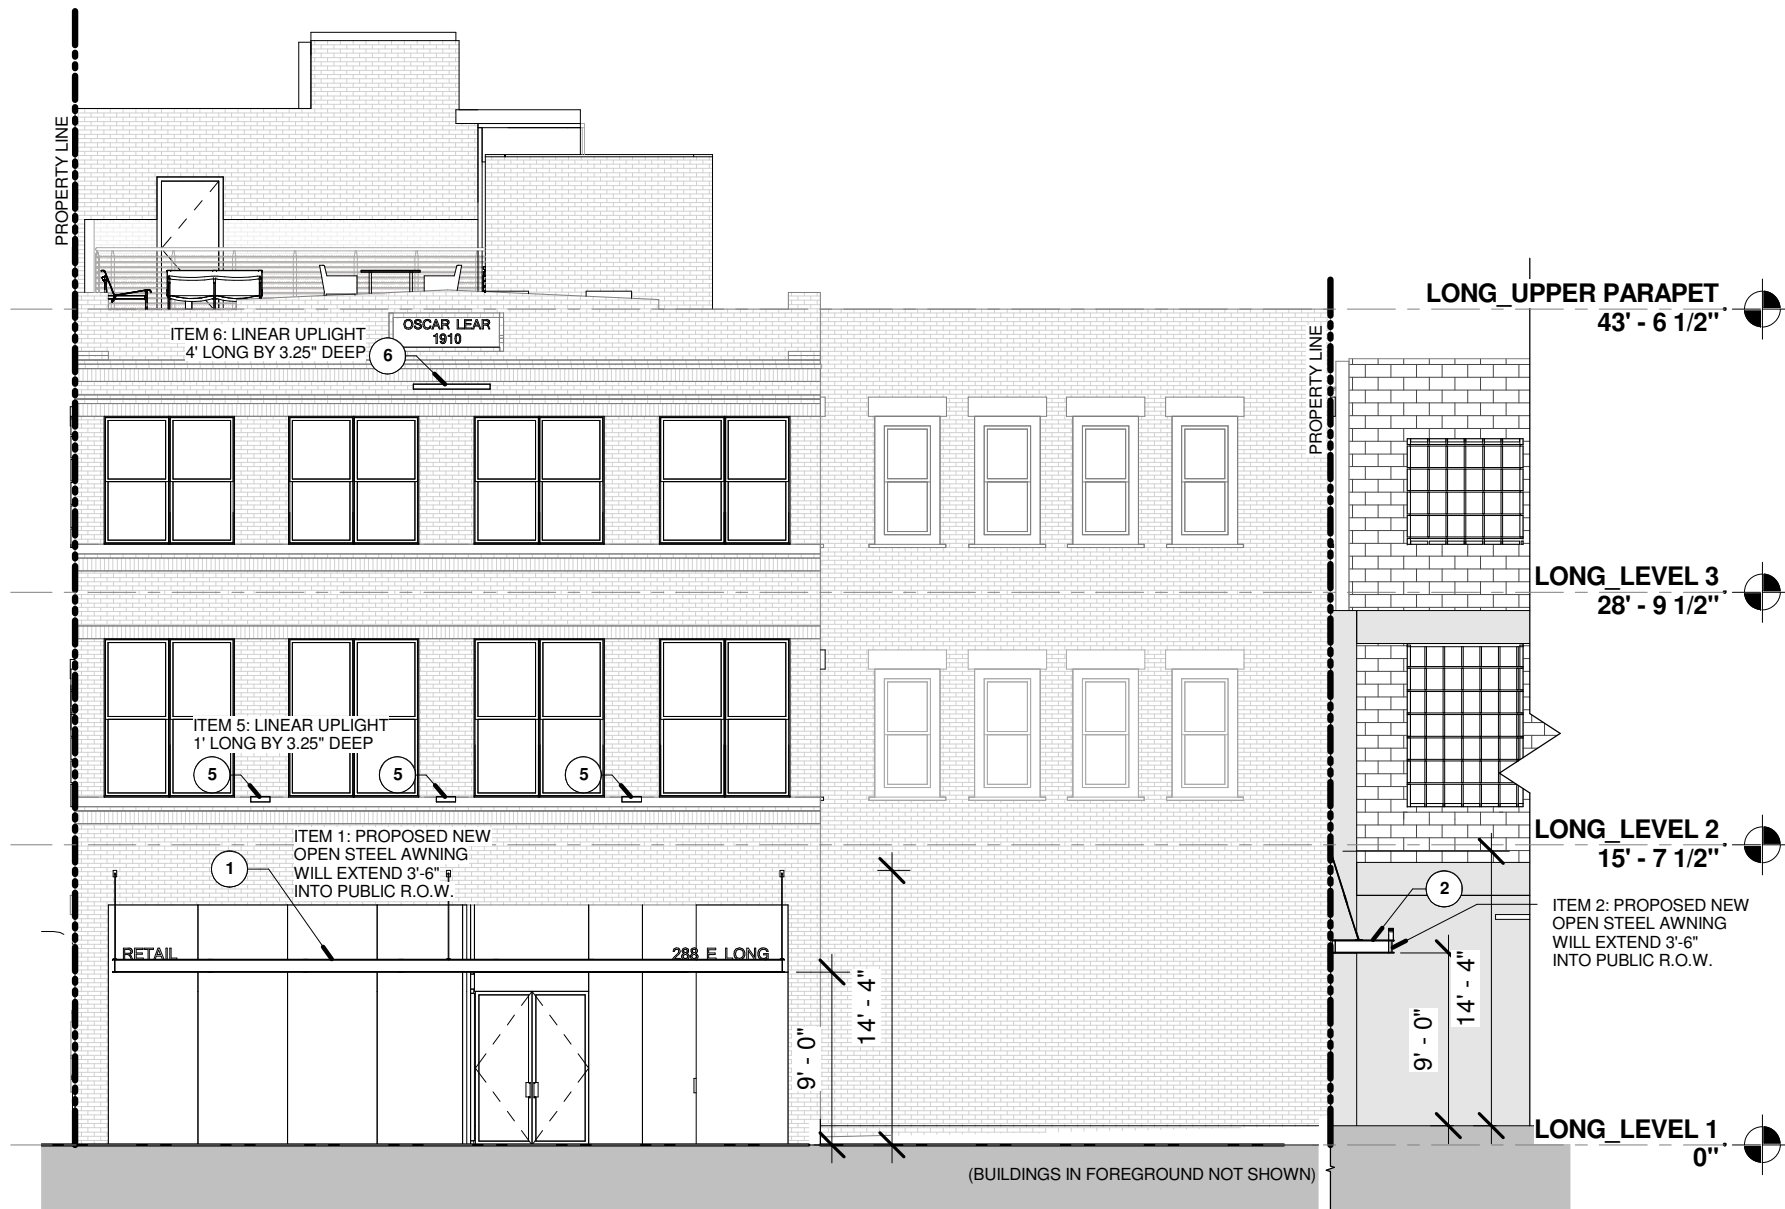 PROPERTY LINE
LONG_UPPER PARAPET
43' - 6 1/2"
OSCAR LEAR
1910
ITEM 6: LINEAR UPLIGHT
4' LONG BY 3.25" DEEP
6
PROPERTY LINE
LONG_LEVEL 3
28' - 9 1/2"
ITEM 5: LINEAR UPLIGHT
1' LONG BY 3.25" DEEP
5
5
5
ITEM 1: PROPOSED NEW
OPEN STEEL AWNING
WILL EXTEND 3'-6"
INTO PUBLIC R.O.W.
1
LONG_LEVEL 2
15' - 7 1/2"
2
ITEM 2: PROPOSED NEW
OPEN STEEL AWNING
WILL EXTEND 3'-6"
INTO PUBLIC R.O.W.
RETAIL
288 E LONG
9' - 0"
14' - 4"
9' - 0"
14' - 4"
LONG_LEVEL 1
0"
(BUILDINGS IN FOREGROUND NOT SHOWN)